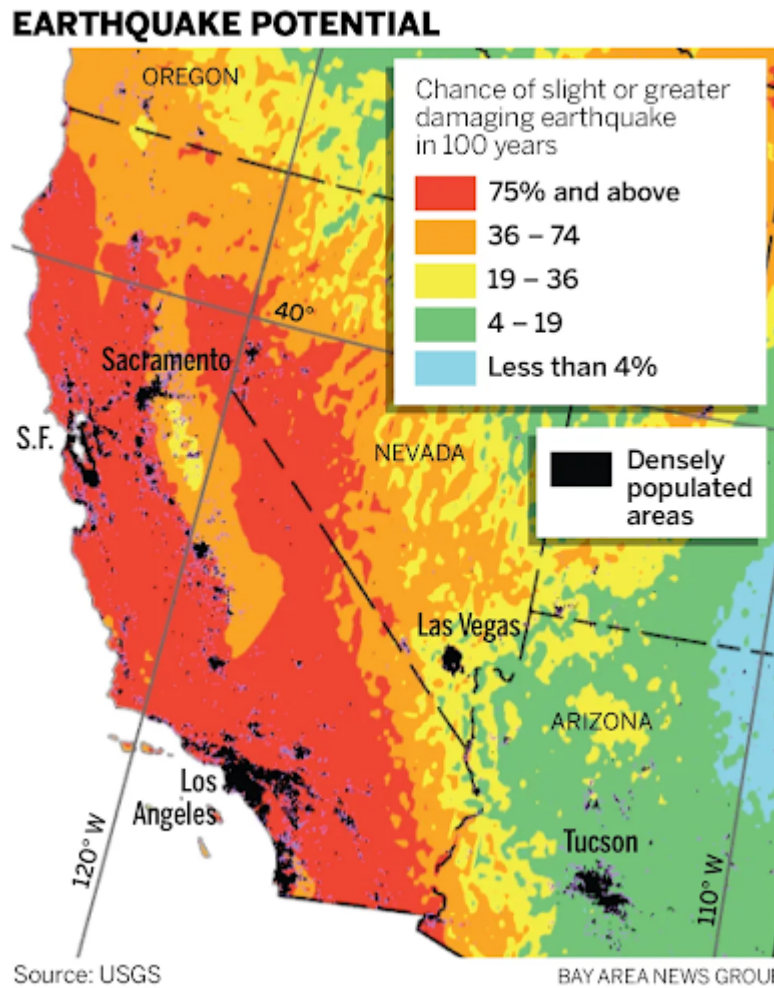 EARTHQUAKE POTENTIAL
OREGON
Chance of slight or greater
damaging earthquake
in 100 years
75% and above
36 – 74
19 – 36
4 – 19
Less than 4%
40°
Sacramento
S.F.
NEVADA
Densely
populated
areas
Las Vegas
ARIZONA
Los
Angeles
Tucson
120° W
110° W
Source: USGS
BAY AREA NEWS GROUP